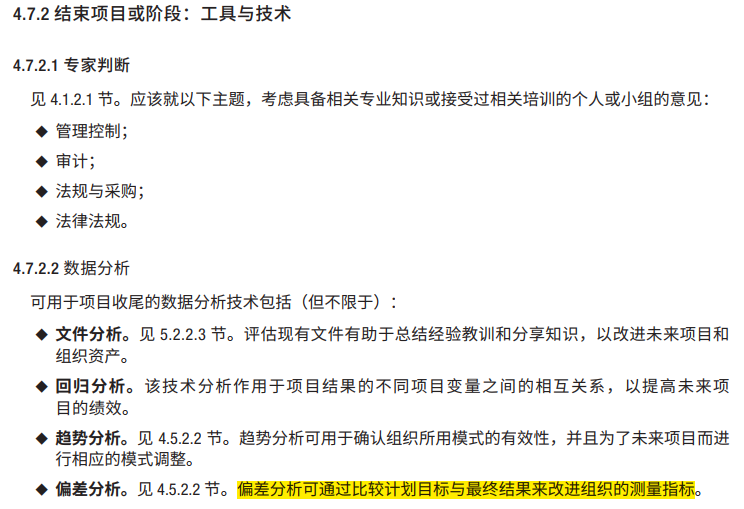 4.7.2 结束项目或阶段：工具与技术
4.7.2.1 专家判断
见 4.1.2.1 节。应该就以下主题，考虑具备相关专业知识或接受过相关培训的个人或小组的意见：
◆ 管理控制；
◆ 审计；
◆ 法规与采购；
◆ 法律法规。
4.7.2.2 数据分析
可用于项目收尾的数据分析技术包括（但不限于）：
◆ 文件分析。见 5.2.2.3 节。评估现有文件有助于总结经验教训和分享知识，以改进未来项目和
组织资产。
◆ 回归分析。该技术分析作用于项目结果的不同项目变量之间的相互关系，以提高未来项
目的绩效。
◆ 趋势分析。见 4.5.2.2 节。趋势分析可用于确认组织所用模式的有效性，并且为了未来项目而进
行相应的模式调整。
◆ 偏差分析。见 4.5.2.2 节。偏差分析可通过比较计划目标与最终结果来改进组织的测量指标。